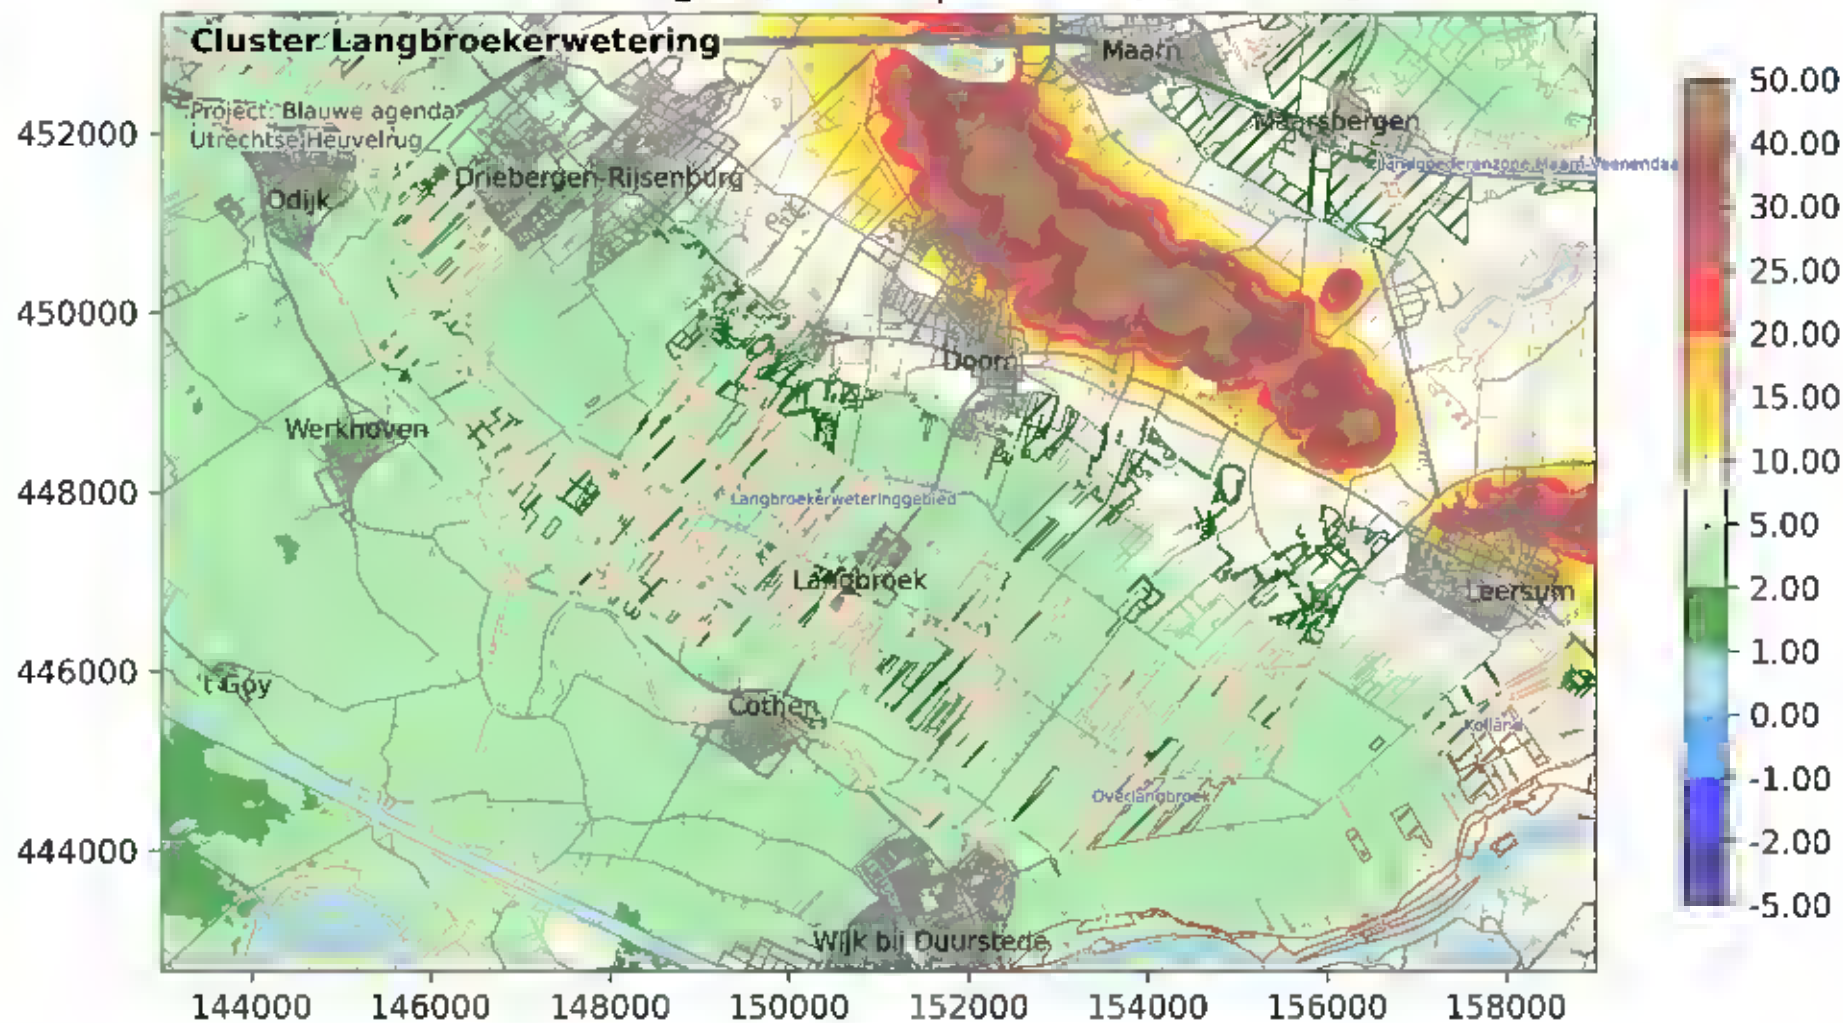 Cluster Langbroekerwetering
Maarn
Project: Blauwe agenda
Utrechtse Heuvelrug
Maarsbergen
Driebergen-Rijsenburg
Odijk
Doorn
Werkhoven
Langbroekerweteringgebied
Langbroek
Leersum
't Goy
Cothen
Kolland
Overlangbroek
Wijk bij Duurstede
452000
450000
448000
446000
444000
144000
146000
148000
150000
152000
154000
156000
158000
50.00
40.00
30.00
25.00
20.00
15.00
10.00
5.00
2.00
1.00
0.00
-1.00
-2.00
-5.00